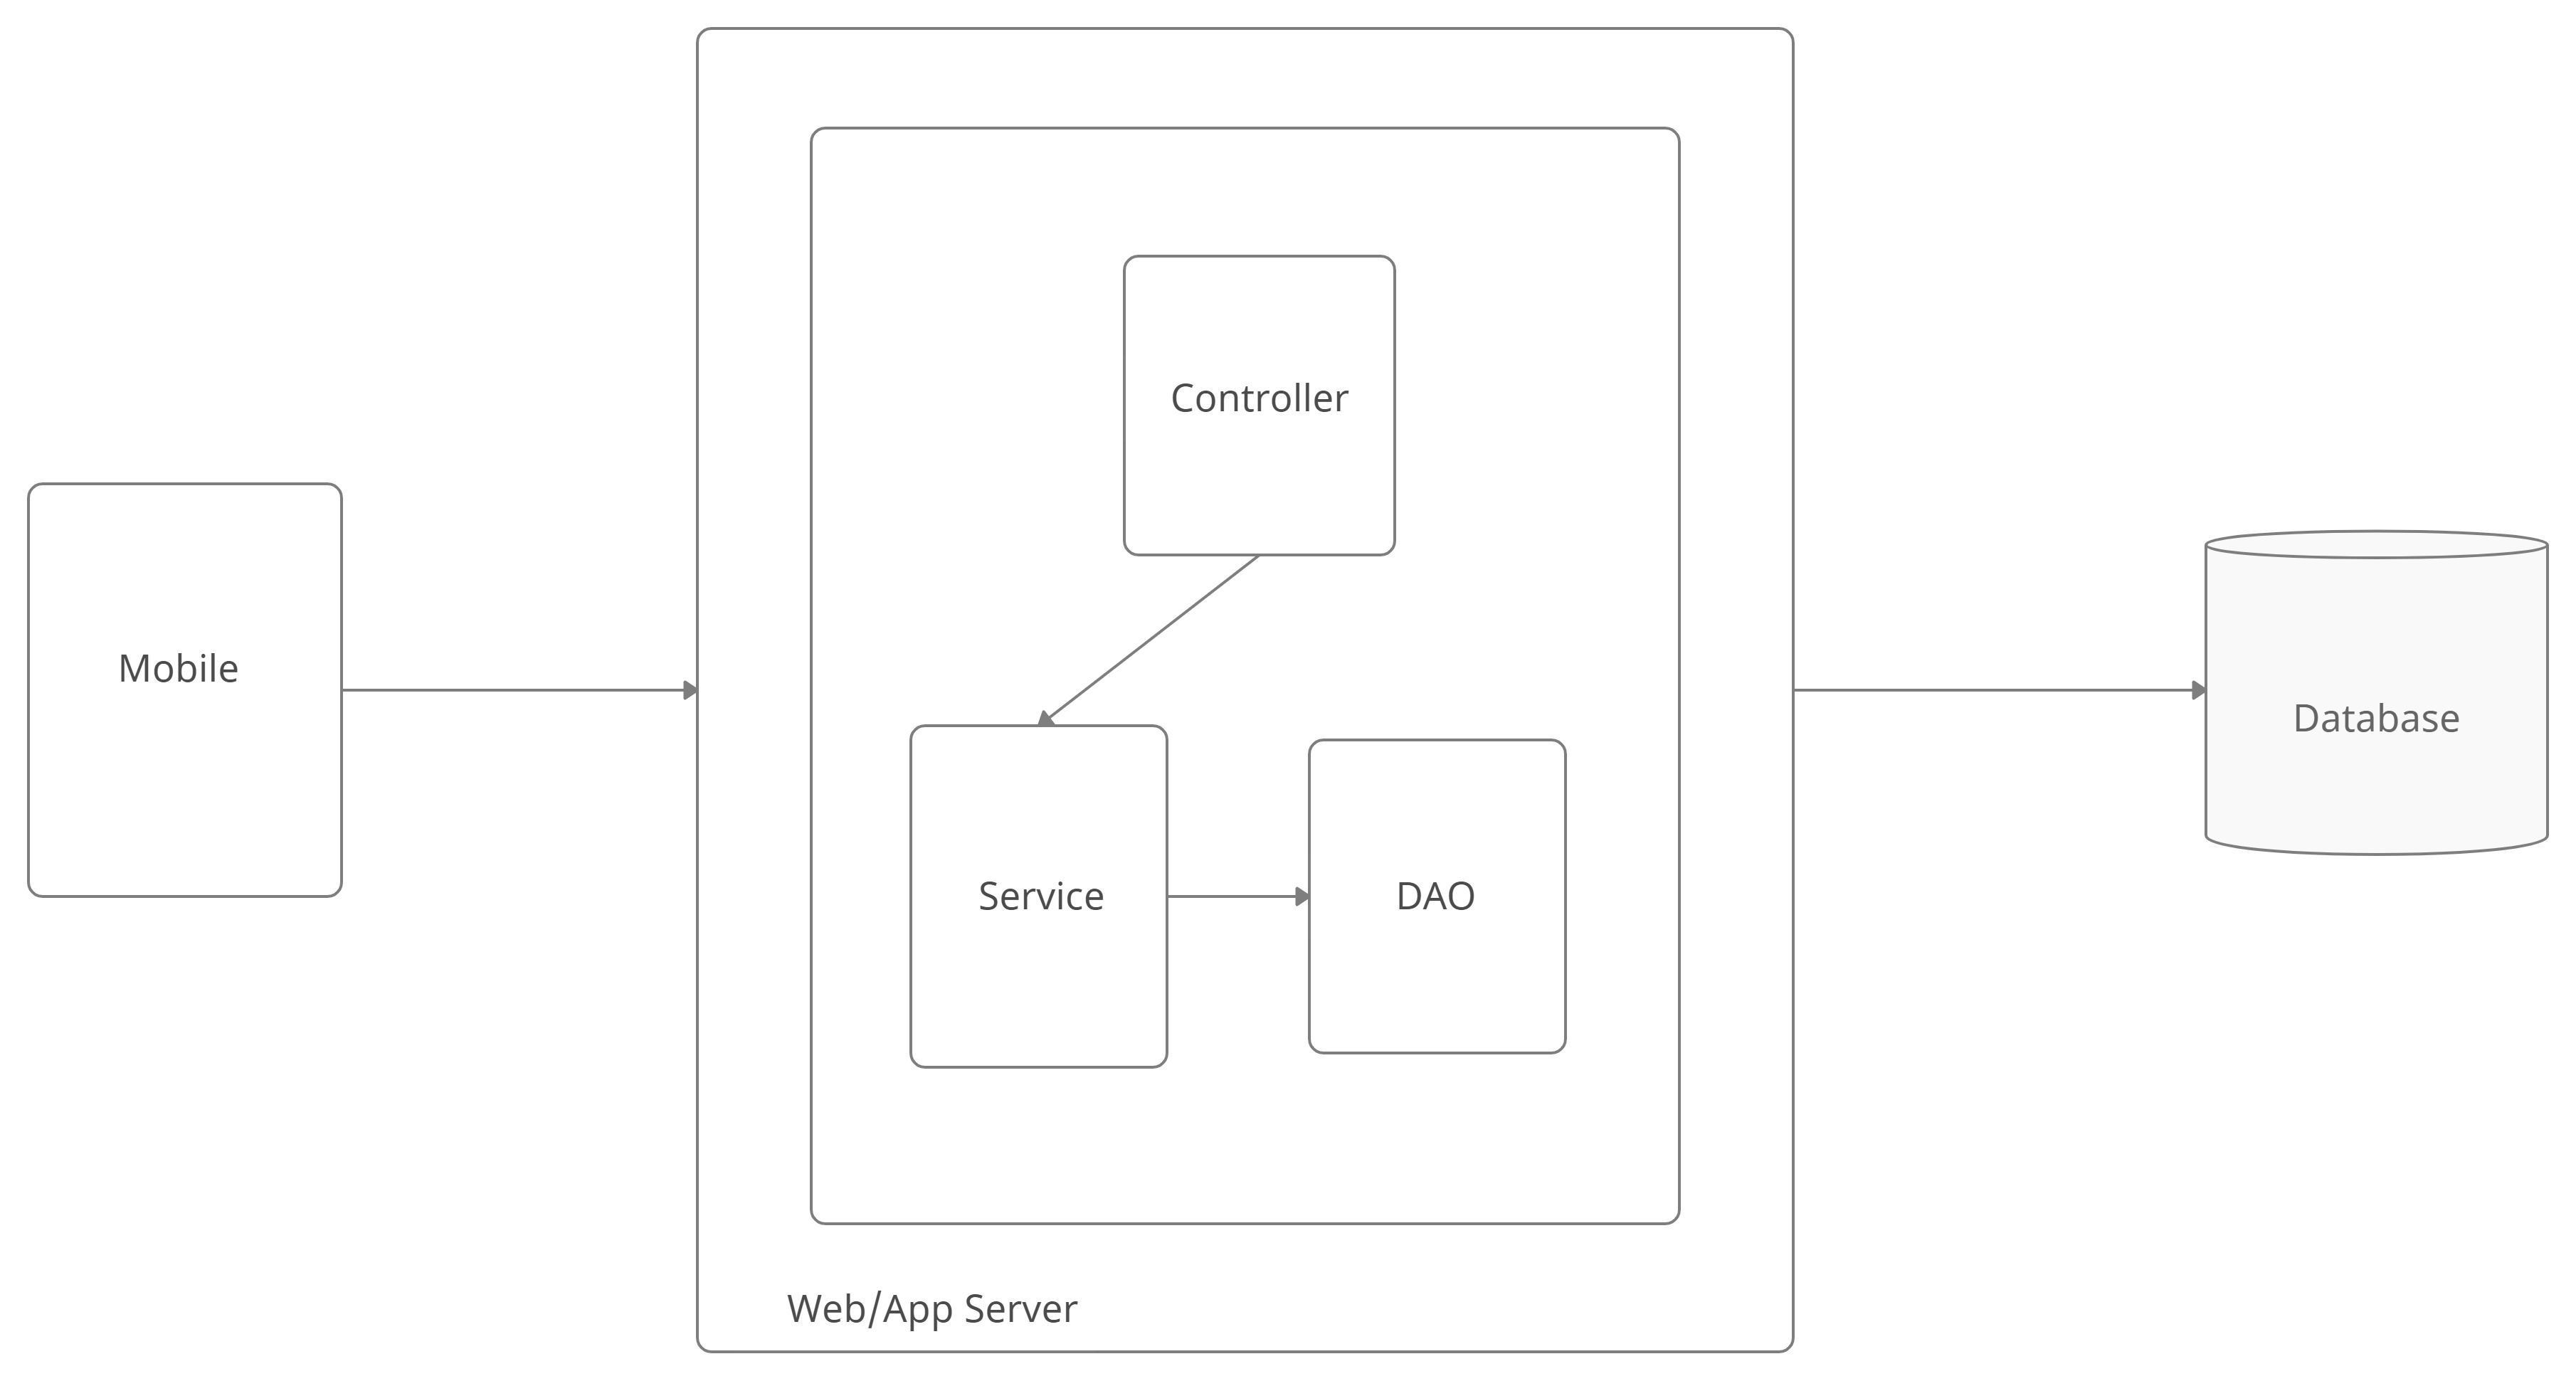 Controller
Mobile
Database
Service
DAO
Web/App Server